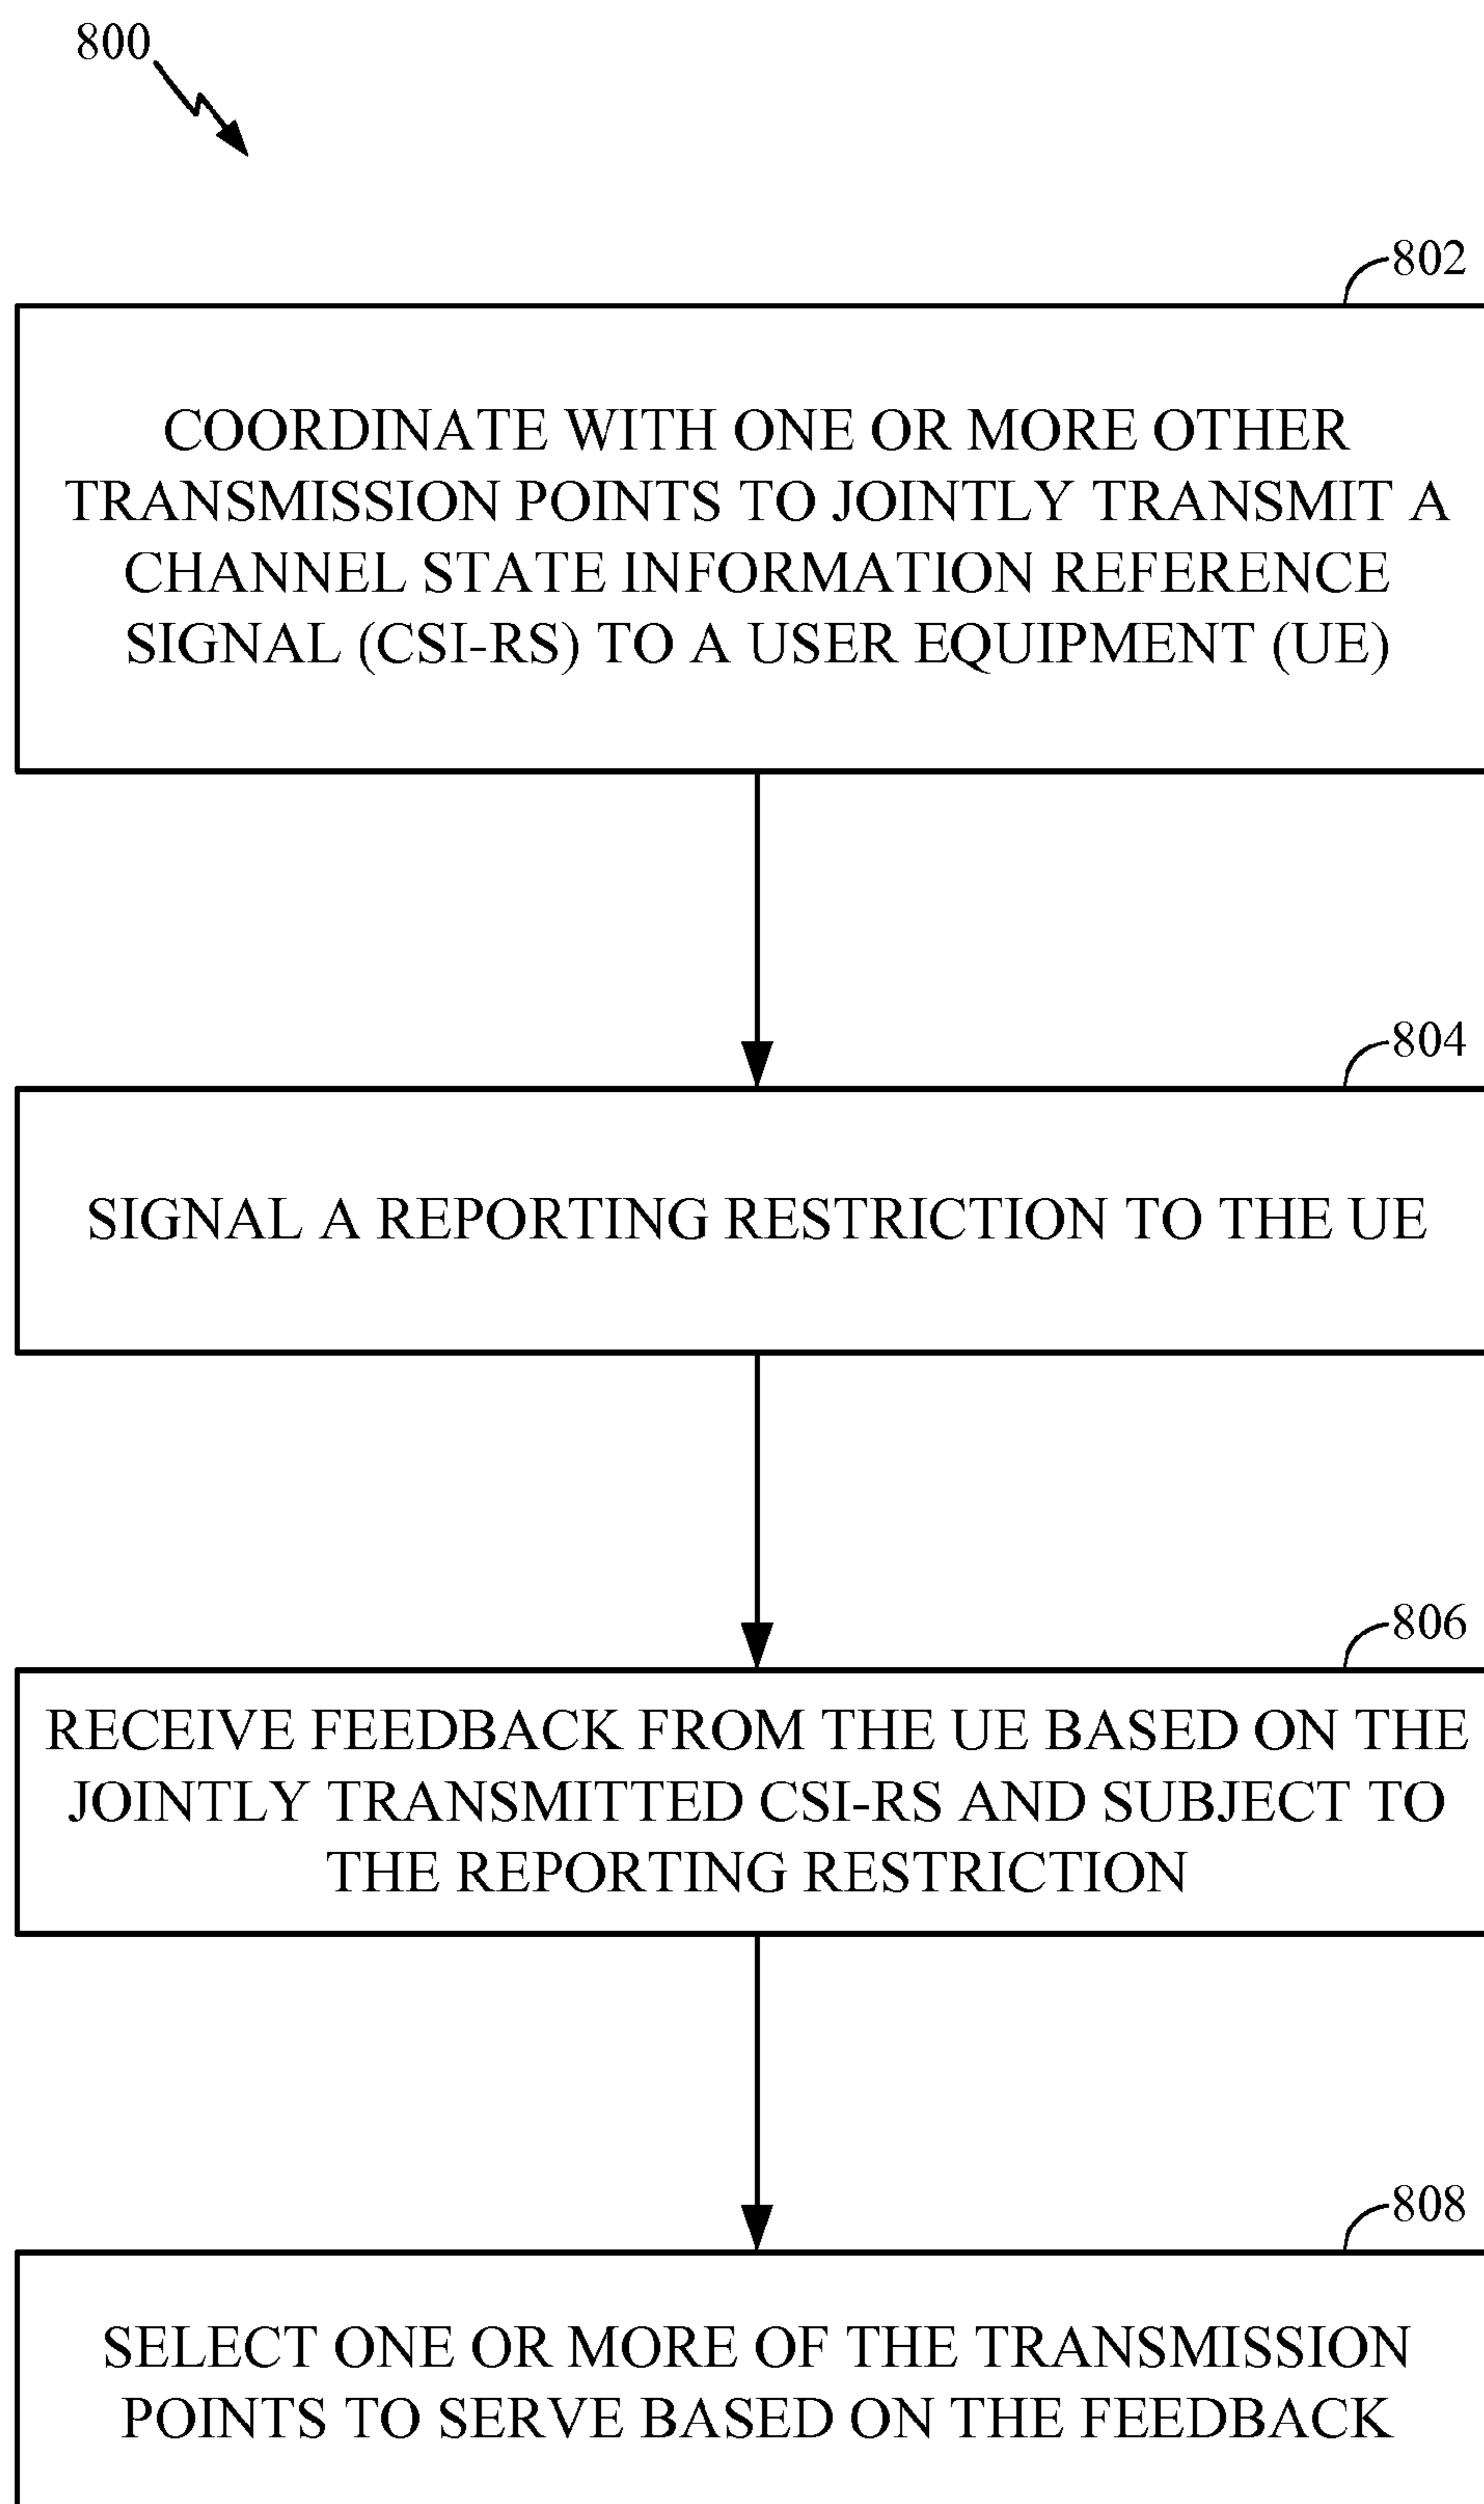 800
802
COORDINATE WITH ONE OR MORE OTHER
TRANSMISSION POINTS TO JOINTLY TRANSMIT A
CHANNEL STATE INFORMATION REFERENCE
SIGNAL (CSI-RS) TO A USER EQUIPMENT (UE)
804
SIGNAL A REPORTING RESTRICTION TO THE UE
806
RECEIVE FEEDBACK FROM THE UE BASED ON THE
JOINTLY TRANSMITTED CSI-RS AND SUBJECT TO
THE REPORTING RESTRICTION
808
SELECT ONE OR MORE OF THE TRANSMISSION
POINTS TO SERVE BASED ON THE FEEDBACK